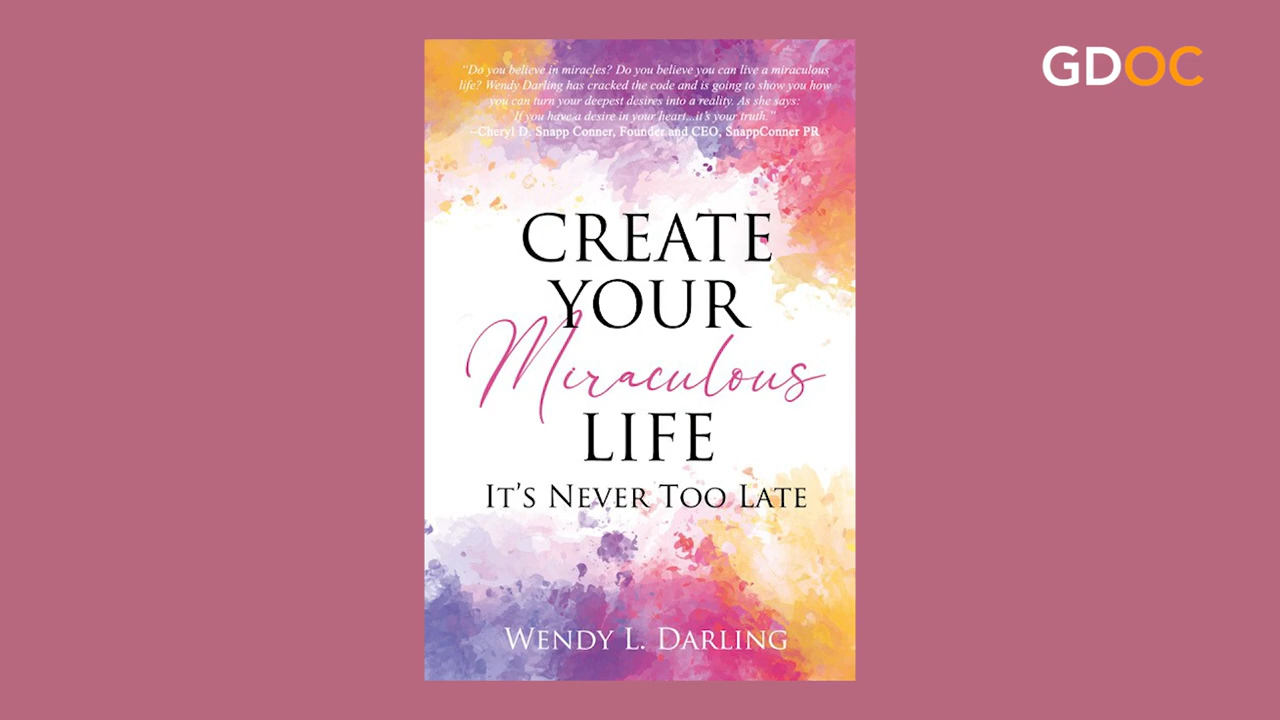 GDOC
“Do you believe in miracles? Do you believe you can live a miraculous
life? Wendy Darling has cracked the code and is going to show you how
you can turn your deepest desires into a reality. As she says:
If you have a desire in your heart...it’s your truth.”
~Cheryl D. Snapp Conner, Founder and CEO, SnappConner PR
CREATE
YOUR
Miraculous
LIFE
IT’S NEVER TOO LATE
WENDY L. DARLING